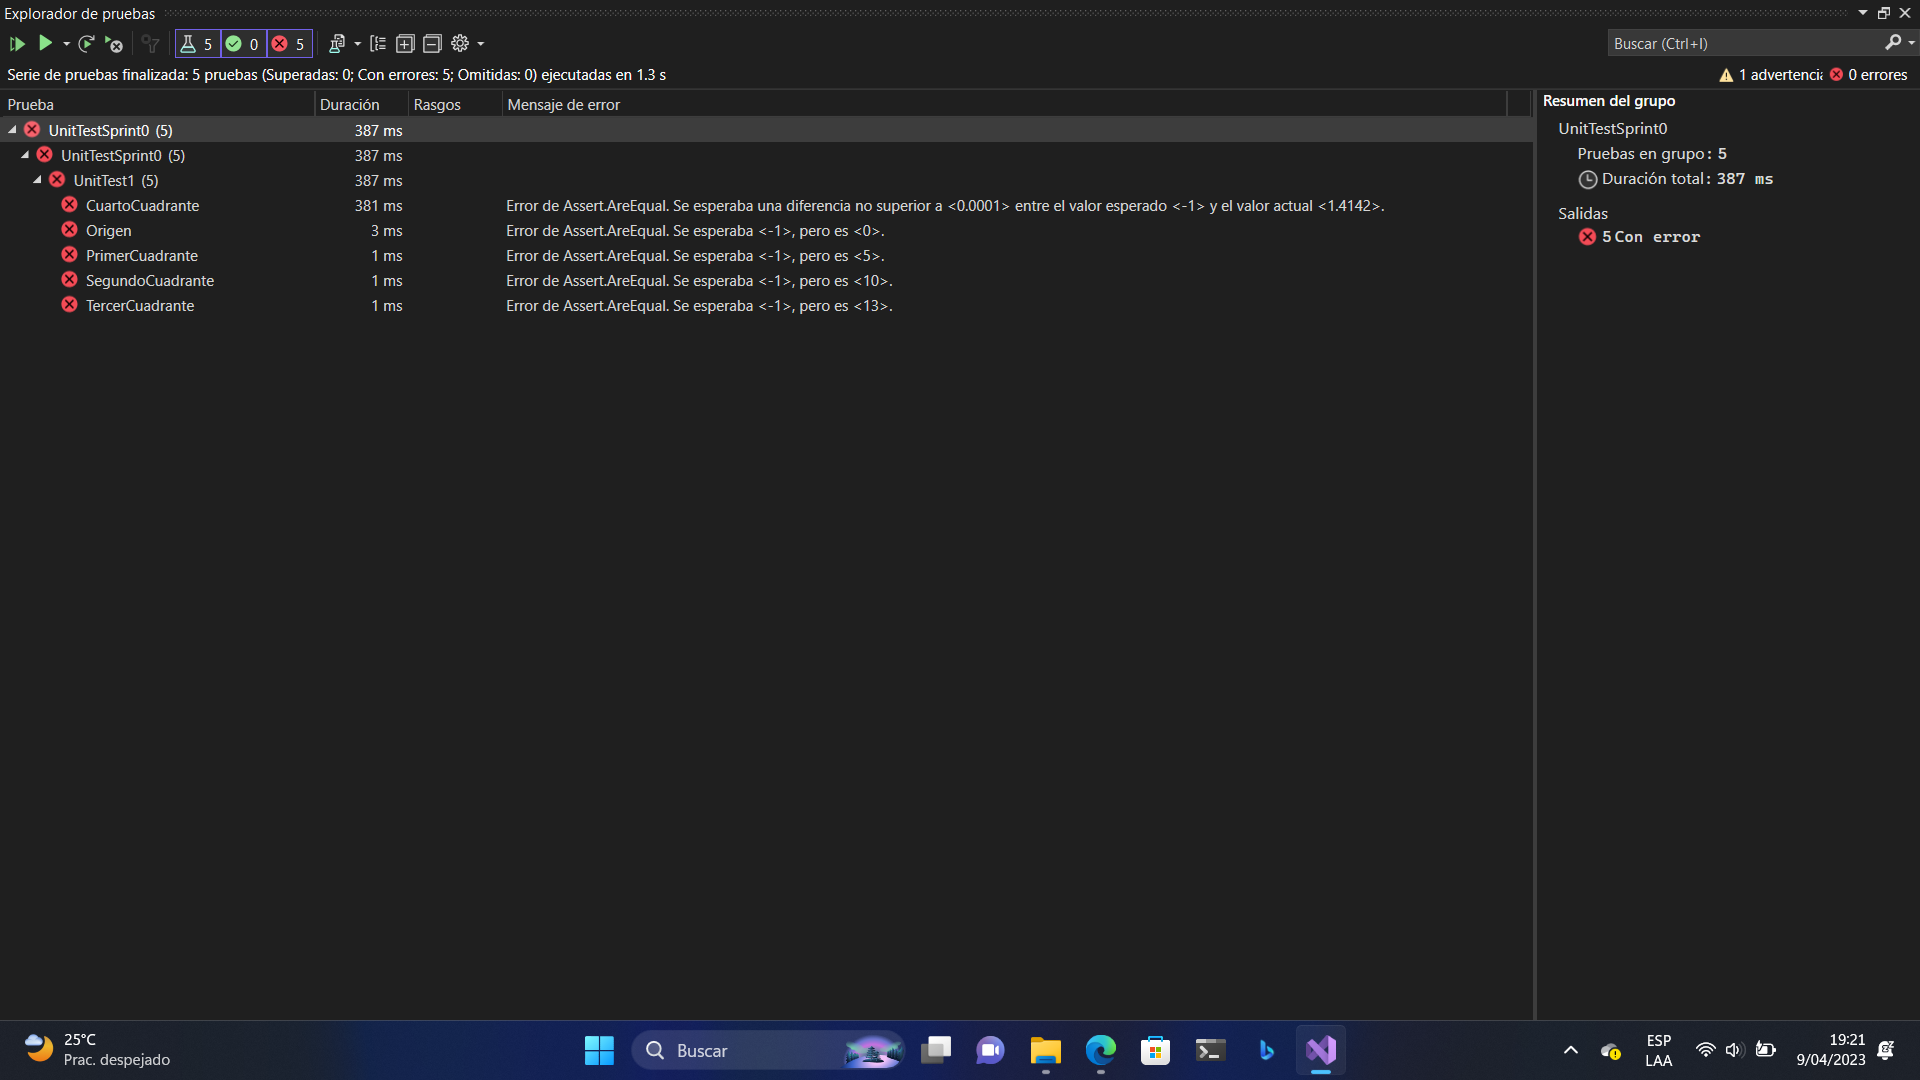 Explorador de pruebas
5 0 5
Buscar (Ctrl+I)
Serie de pruebas finalizada: 5 pruebas (Superadas: 0; Con errores: 5; Omitidas: 0) ejecutadas en 1.3 s
1 advertencia 0 errores
Prueba Duración Rasgos Mensaje de error
UnitTestSprint0 (5) 387 ms
UnitTestSprint0 (5) 387 ms
UnitTest1 (5) 387 ms
CuartoCuadrante 381 ms Error de Assert.AreEqual. Se esperaba una diferencia no superior a <0.0001> entre el valor esperado <-1> y el valor actual <1.4142>.
Origen 3 ms Error de Assert.AreEqual. Se esperaba <-1>, pero es <0>.
PrimerCuadrante 1 ms Error de Assert.AreEqual. Se esperaba <-1>, pero es <5>.
SegundoCuadrante 1 ms Error de Assert.AreEqual. Se esperaba <-1>, pero es <10>.
TercerCuadrante 1 ms Error de Assert.AreEqual. Se esperaba <-1>, pero es <13>.
Resumen del grupo
UnitTestSprint0
Pruebas en grupo: 5
Duración total: 387 ms
Salidas
5 Con error
25°C
Prac. despejado
Buscar
ESP
LAA
19:21
9/04/2023